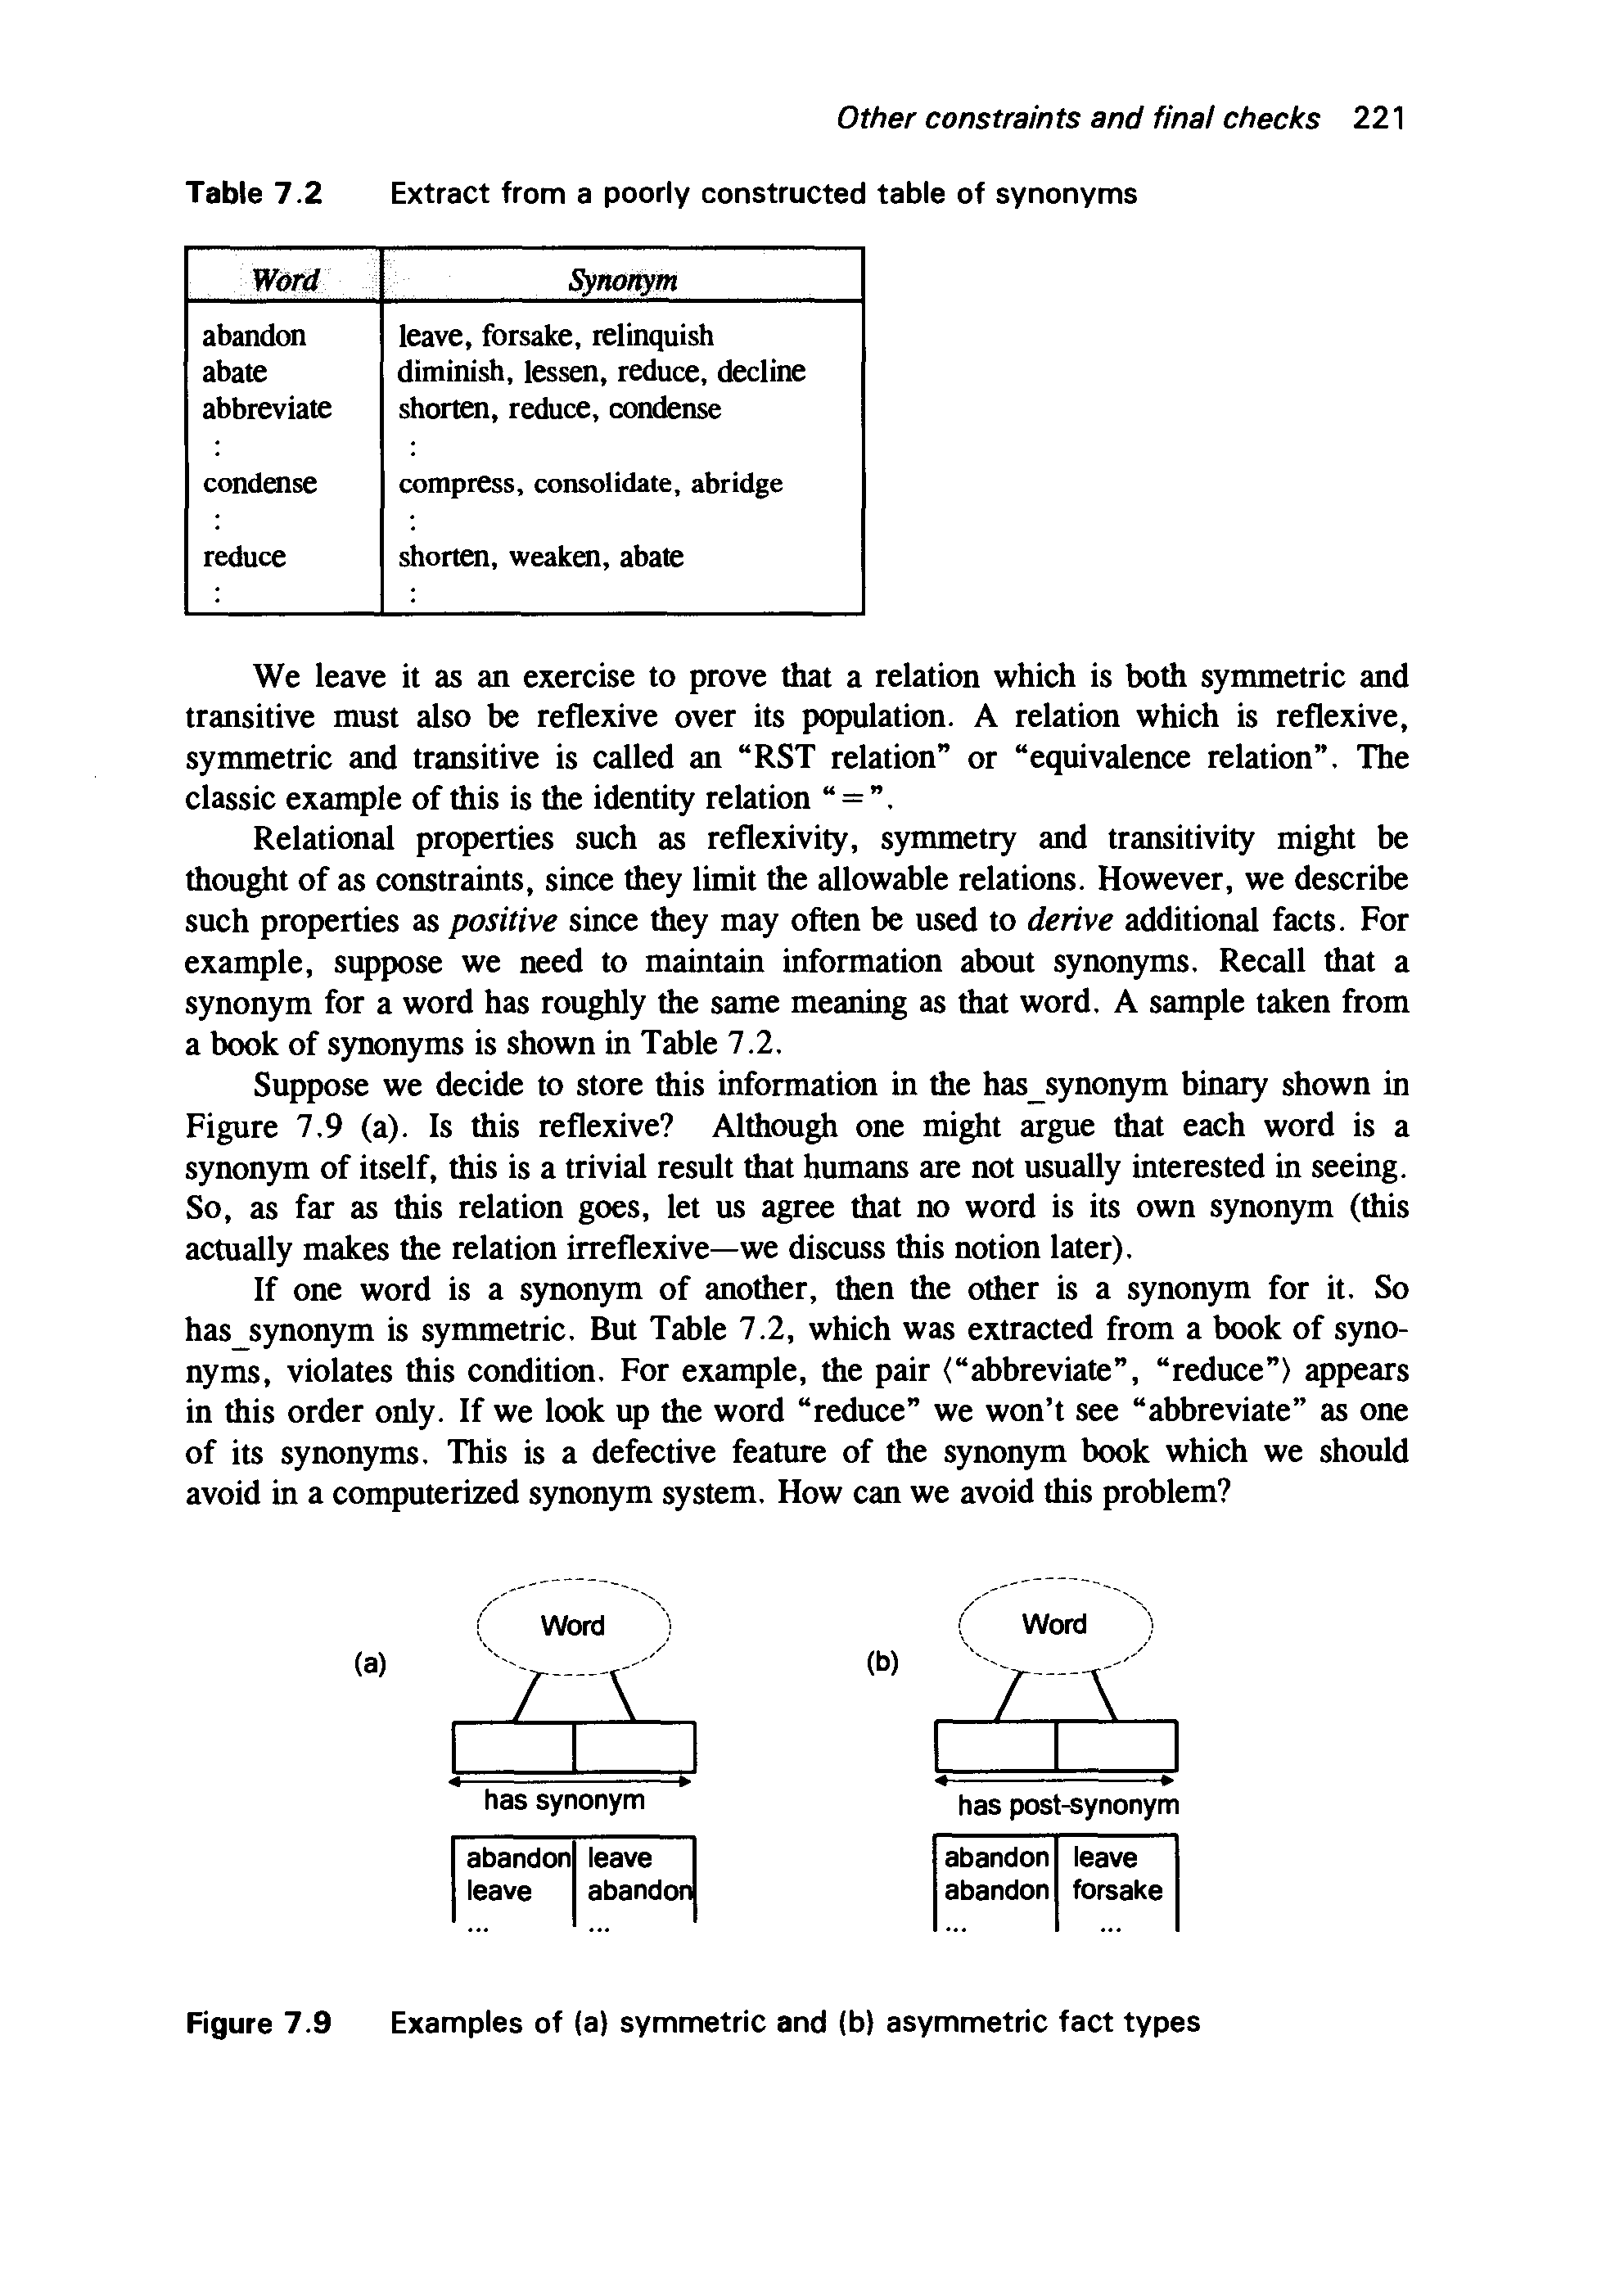 Other constraints and final checks 221
Table 7.2 Extract from a poorly constructed table of synonyms
Word Synonym
abandon leave, forsake, relinquish
abate diminish, lessen, reduce, decline
abbreviate shorten, reduce, condense
: :
condense compress, consolidate, abridge
: :
reduce shorten, weaken, abate
: :
We leave it as an exercise to prove that a relation which is both symmetric and
transitive must also be reflexive over its population. A relation which is reflexive,
symmetric and transitive is called an “RST relation” or “equivalence relation”. The
classic example of this is the identity relation “=”.
Relational properties such as reflexivity, symmetry and transitivity might be
thought of as constraints, since they limit the allowable relations. However, we describe
such properties as positive since they may often be used to derive additional facts. For
example, suppose we need to maintain information about synonyms. Recall that a
synonym for a word has roughly the same meaning as that word. A sample taken from
a book of synonyms is shown in Table 7.2.
Suppose we decide to store this information in the has_synonym binary shown in
Figure 7.9 (a). Is this reflexive? Although one might argue that each word is a
synonym of itself, this is a trivial result that humans are not usually interested in seeing.
So, as far as this relation goes, let us agree that no word is its own synonym (this
actually makes the relation irreflexive—we discuss this notion later).
If one word is a synonym of another, then the other is a synonym for it. So
has_synonym is symmetric. But Table 7.2, which was extracted from a book of syno-
nyms, violates this condition. For example, the pair ⟨“abbreviate”, “reduce”⟩ appears
in this order only. If we look up the word “reduce” we won’t see “abbreviate” as one
of its synonyms. This is a defective feature of the synonym book which we should
avoid in a computerized synonym system. How can we avoid this problem?
(a) Word
has synonym
abandon leave
leave abandon
... ...
(b) Word
has post-synonym
abandon leave
abandon forsake
... ...
Figure 7.9 Examples of (a) symmetric and (b) asymmetric fact types